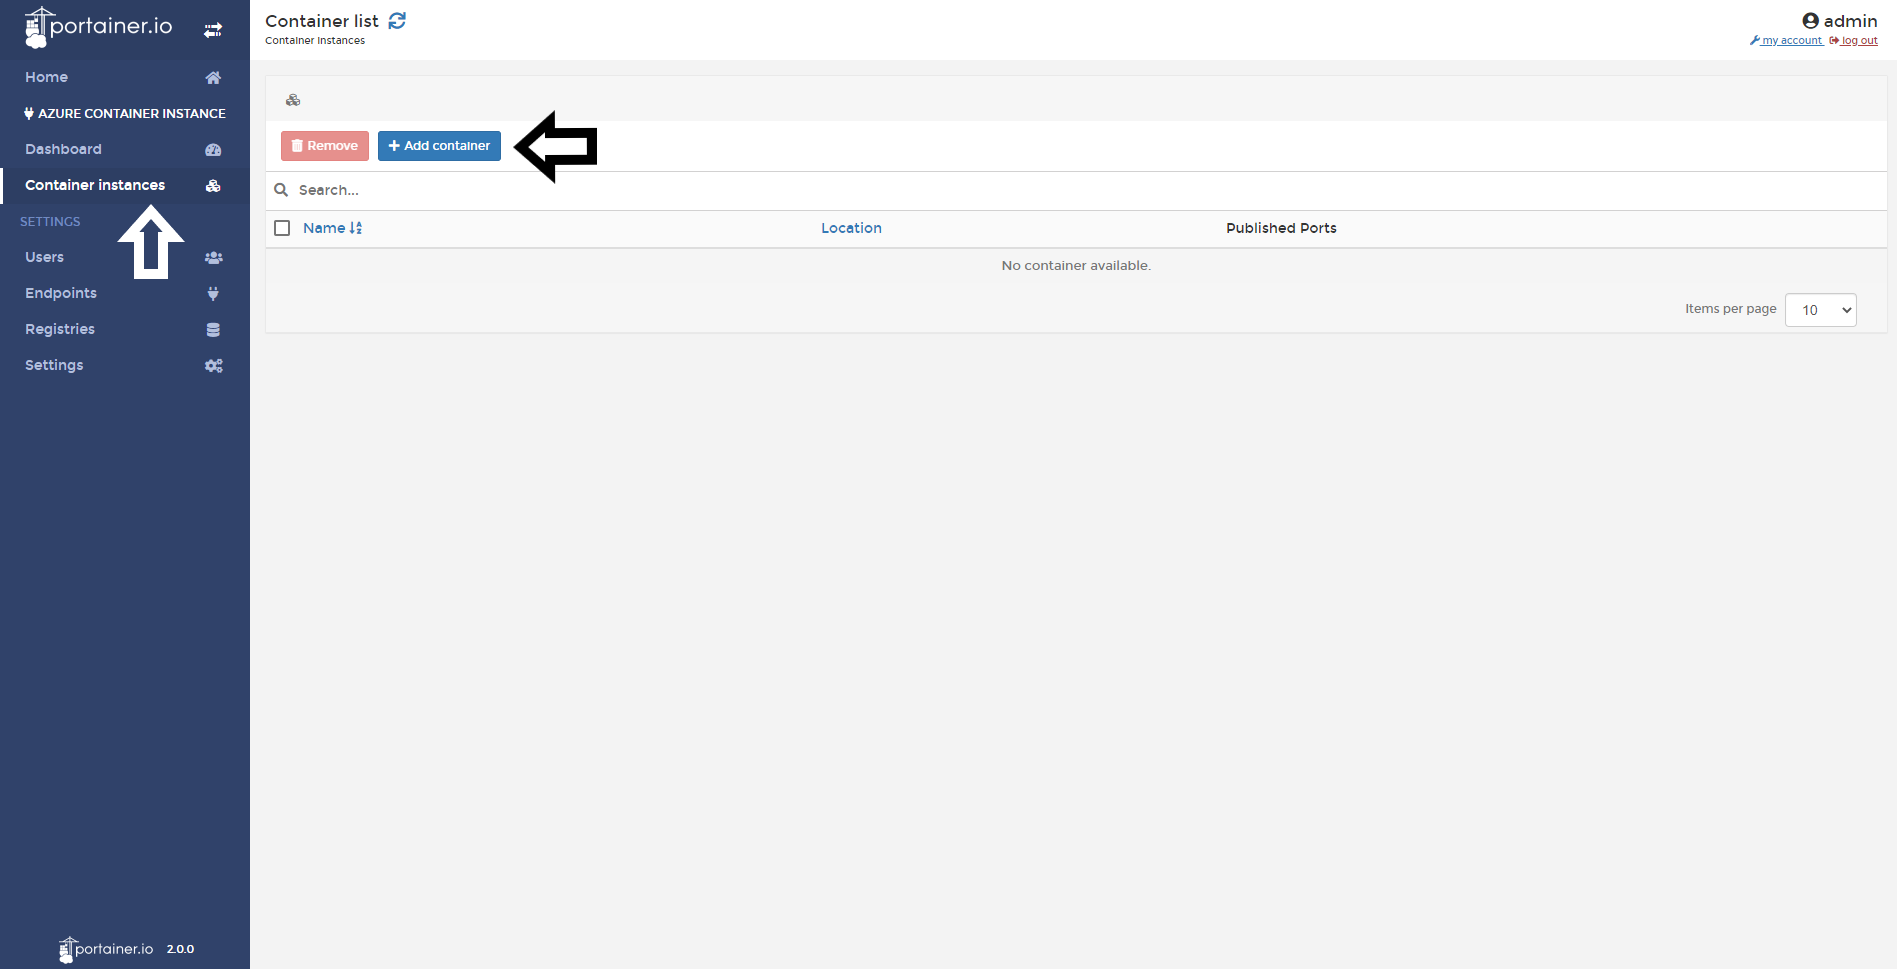 portainer.io
Home
AZURE CONTAINER INSTANCE
Dashboard
Container instances
SETTINGS
Users
Endpoints
Registries
Settings
portainer.io 2.0.0
Container list
Container instances
admin
my account log out
Remove + Add container
Search...
Name Location Published Ports
No container available.
Items per page 10